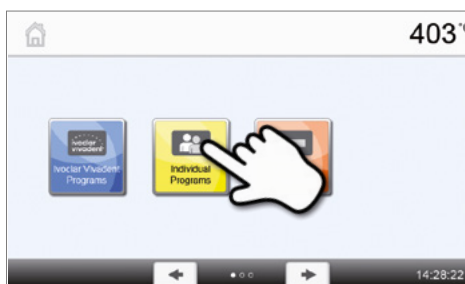 403°
ivoclar
vivadent
Ivoclar Vivadent
Programs
Individual
Programs
14:28:22